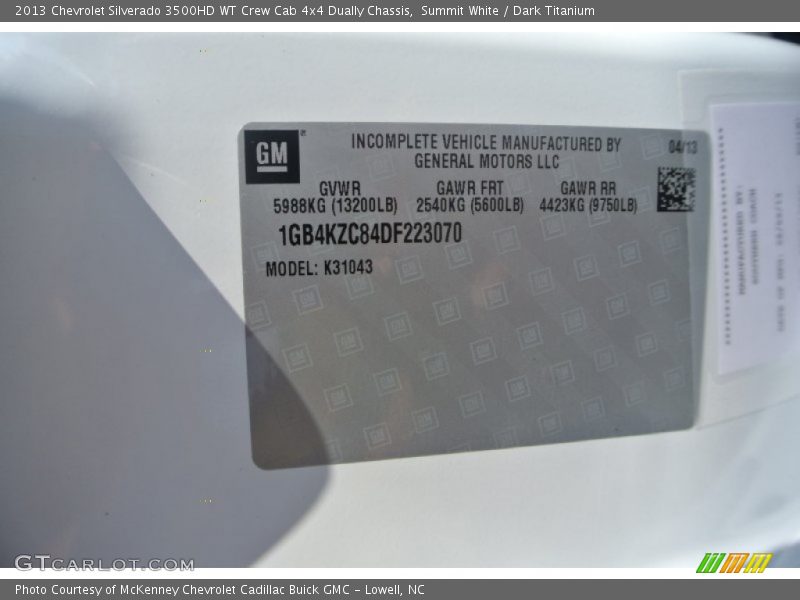 2013 Chevrolet Silverado 3500HD WT Crew Cab 4x4 Dually Chassis,  Summit White / Dark Titanium
GM
INCOMPLETE VEHICLE MANUFACTURED BY
GENERAL MOTORS LLC
04/13
GVWR GAWR FRT GAWR RR
5988KG (13200LB) 2540KG (5600LB) 4423KG (9750LB)
1GB4KZC84DF223070
MODEL: K31043
GTCARLOT.COM
Photo Courtesy of McKenney Chevrolet Cadillac Buick GMC - Lowell, NC